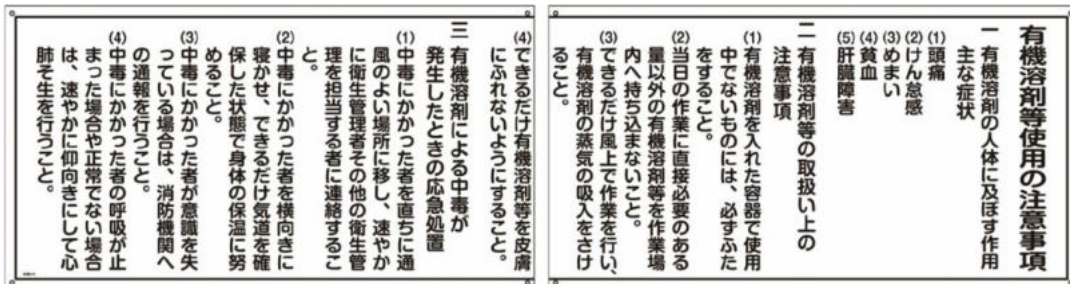 有機溶剤等使用の注意事項
一 有機溶剤の人体に及ぼす作用
主な症状
(1)頭痛
(2)けん怠感
(3)めまい
(4)貧血
(5)肝臓障害
二 有機溶剤等の取扱い上の
注意事項
(1)有機溶剤を入れた容器で使用
中でないものには、必ずふた
をすること。
(2)当日の作業に直接必要のある
量以外の有機溶剤等を作業場
内へ持ち込まないこと。
(3)できるだけ風上で作業を行い、
有機溶剤の蒸気の吸入をさけ
ること。
(4)できるだけ有機溶剤等を皮膚
にふれないようにすること。
三 有機溶剤による中毒が
発生したときの応急処置
(1)中毒にかかった者を直ちに通
風のよい場所に移し、速やか
に衛生管理者その他の衛生管
理を担当する者に連絡するこ
と。
(2)中毒にかかった者を横向きに
寝かせ、できるだけ気道を確
保した状態で身体の保温に努
めること。
(3)中毒にかかった者が意識を失
っている場合は、消防機関へ
の通報を行うこと。
(4)中毒にかかった者の呼吸が止
まった場合や正常でない場合
は、速やかに仰向きにして心
肺そ生を行うこと。